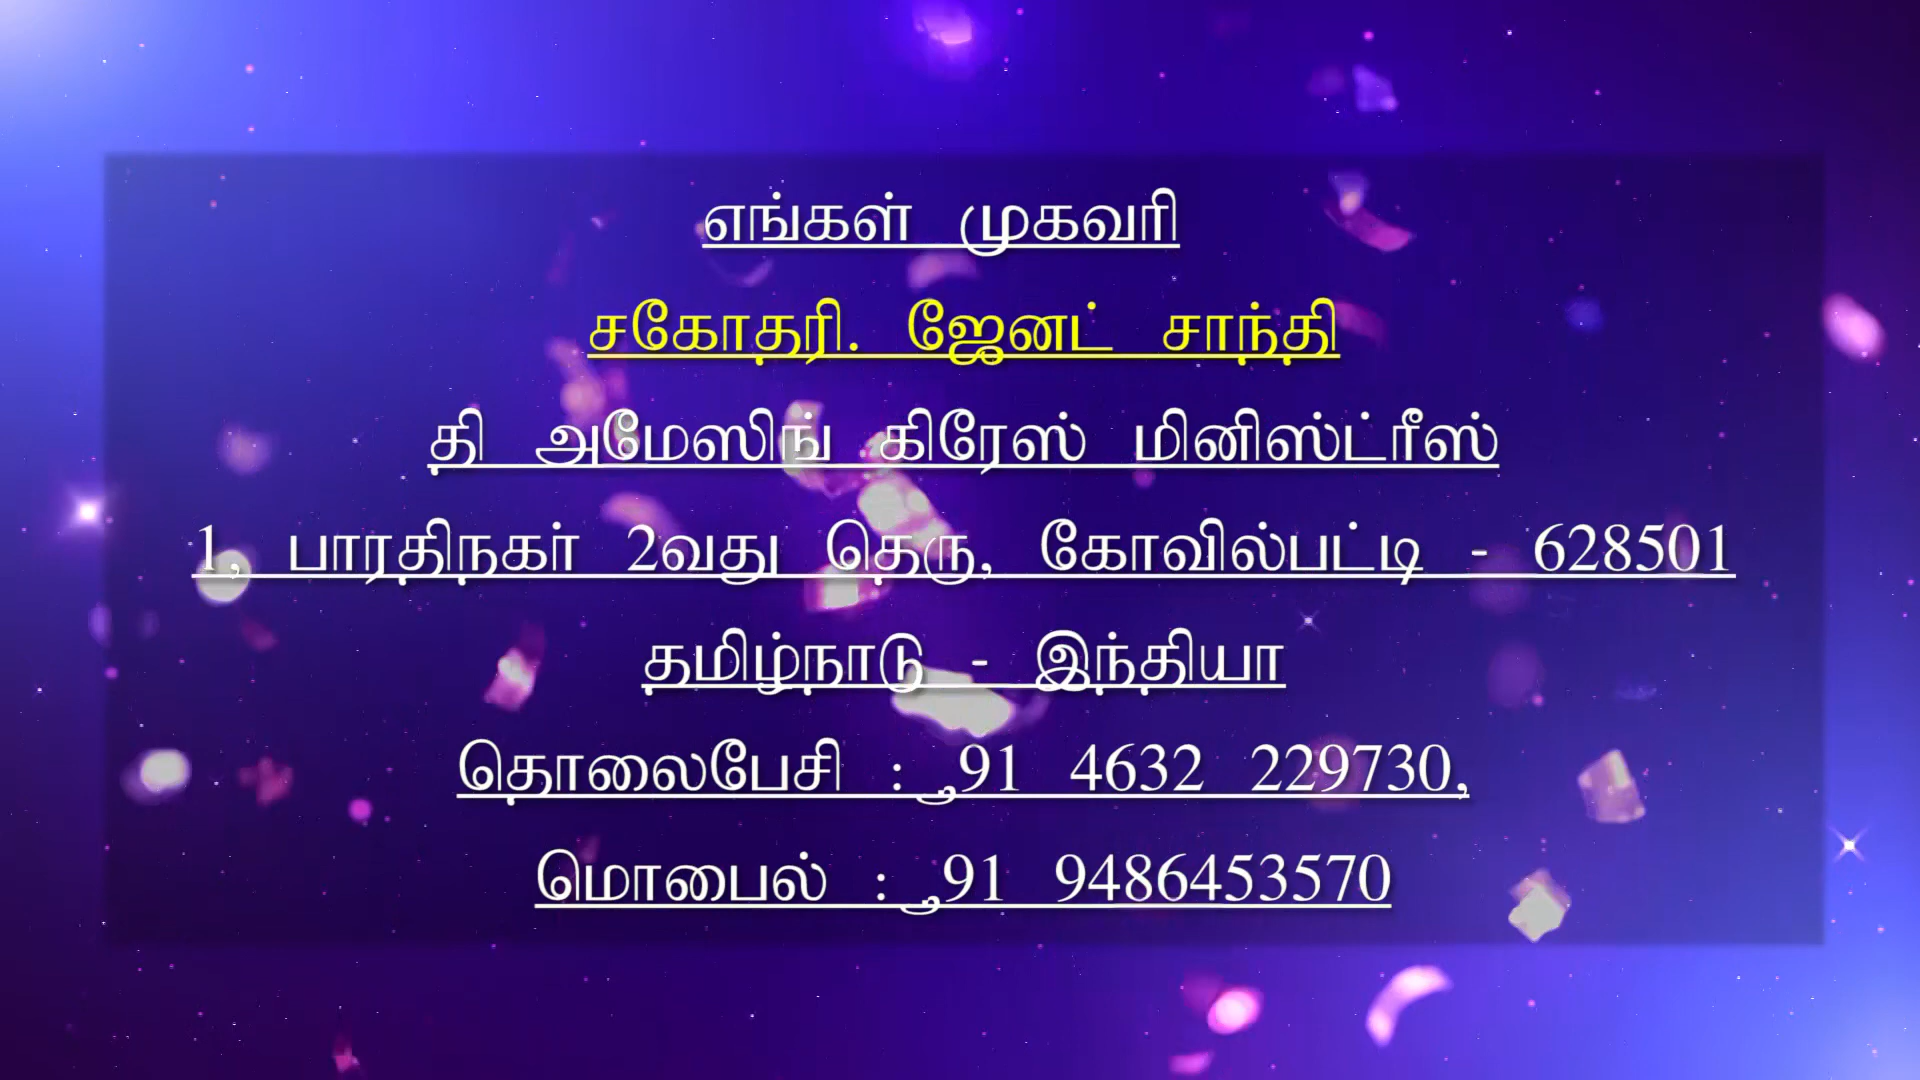 எங்கள் முகவரி
சகோதரி. ஜேனட் சாந்தி
தி அமேஸிங் கிரேஸ் மினிஸ்ட்ரீஸ்
1, பாரதிநகர் 2வது தெரு, கோவில்பட்டி - 628501
தமிழ்நாடு - இந்தியா
தொலைபேசி : 91 4632 229730,
மொபைல் : 91 9486453570